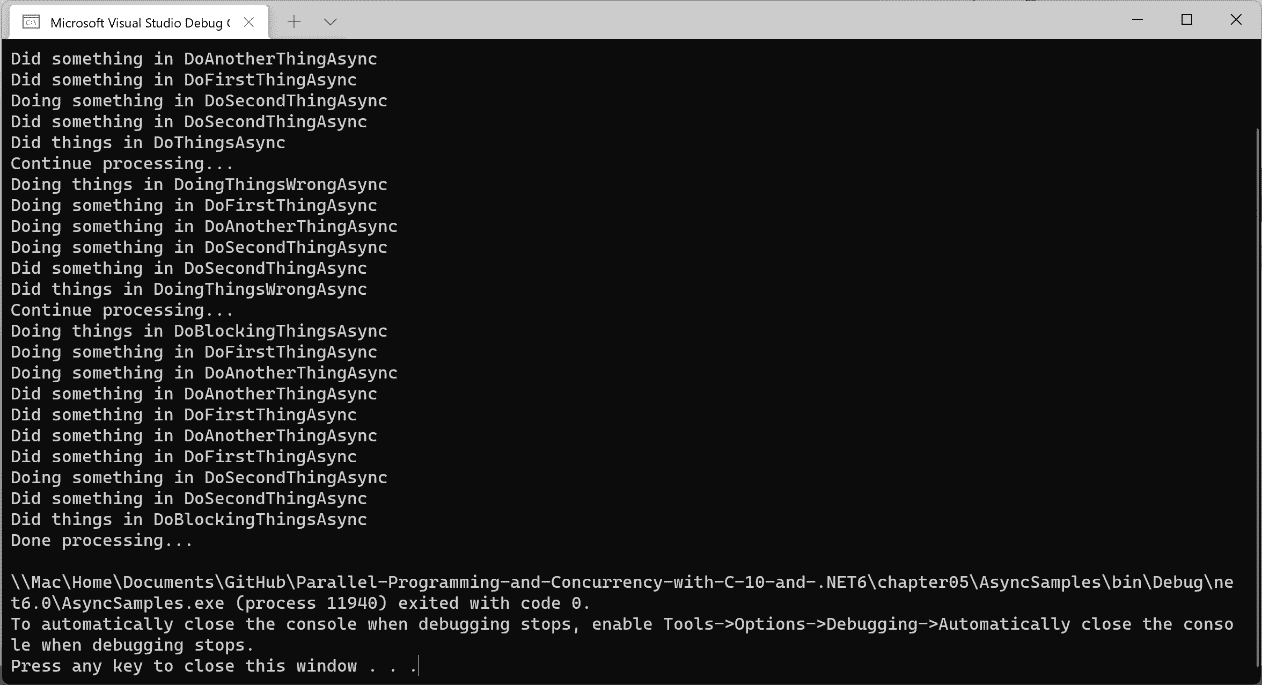 Microsoft Visual Studio Debug C
Did something in DoAnotherThingAsync
Did something in DoFirstThingAsync
Doing something in DoSecondThingAsync
Did something in DoSecondThingAsync
Did things in DoThingsAsync
Continue processing...
Doing things in DoingThingsWrongAsync
Doing something in DoFirstThingAsync
Doing something in DoAnotherThingAsync
Doing something in DoSecondThingAsync
Did something in DoSecondThingAsync
Did things in DoingThingsWrongAsync
Continue processing...
Doing things in DoBlockingThingsAsync
Doing something in DoFirstThingAsync
Doing something in DoAnotherThingAsync
Did something in DoAnotherThingAsync
Did something in DoFirstThingAsync
Did something in DoAnotherThingAsync
Did something in DoFirstThingAsync
Doing something in DoSecondThingAsync
Did something in DoSecondThingAsync
Did things in DoBlockingThingsAsync
Done processing...
\\Mac\Home\Documents\GitHub\Parallel-Programming-and-Concurrency-with-C-10-and-.NET6\chapter05\AsyncSamples\bin\Debug\ne
t6.0\AsyncSamples.exe (process 11940) exited with code 0.
To automatically close the console when debugging stops, enable Tools->Options->Debugging->Automatically close the conso
le when debugging stops.
Press any key to close this window . . .